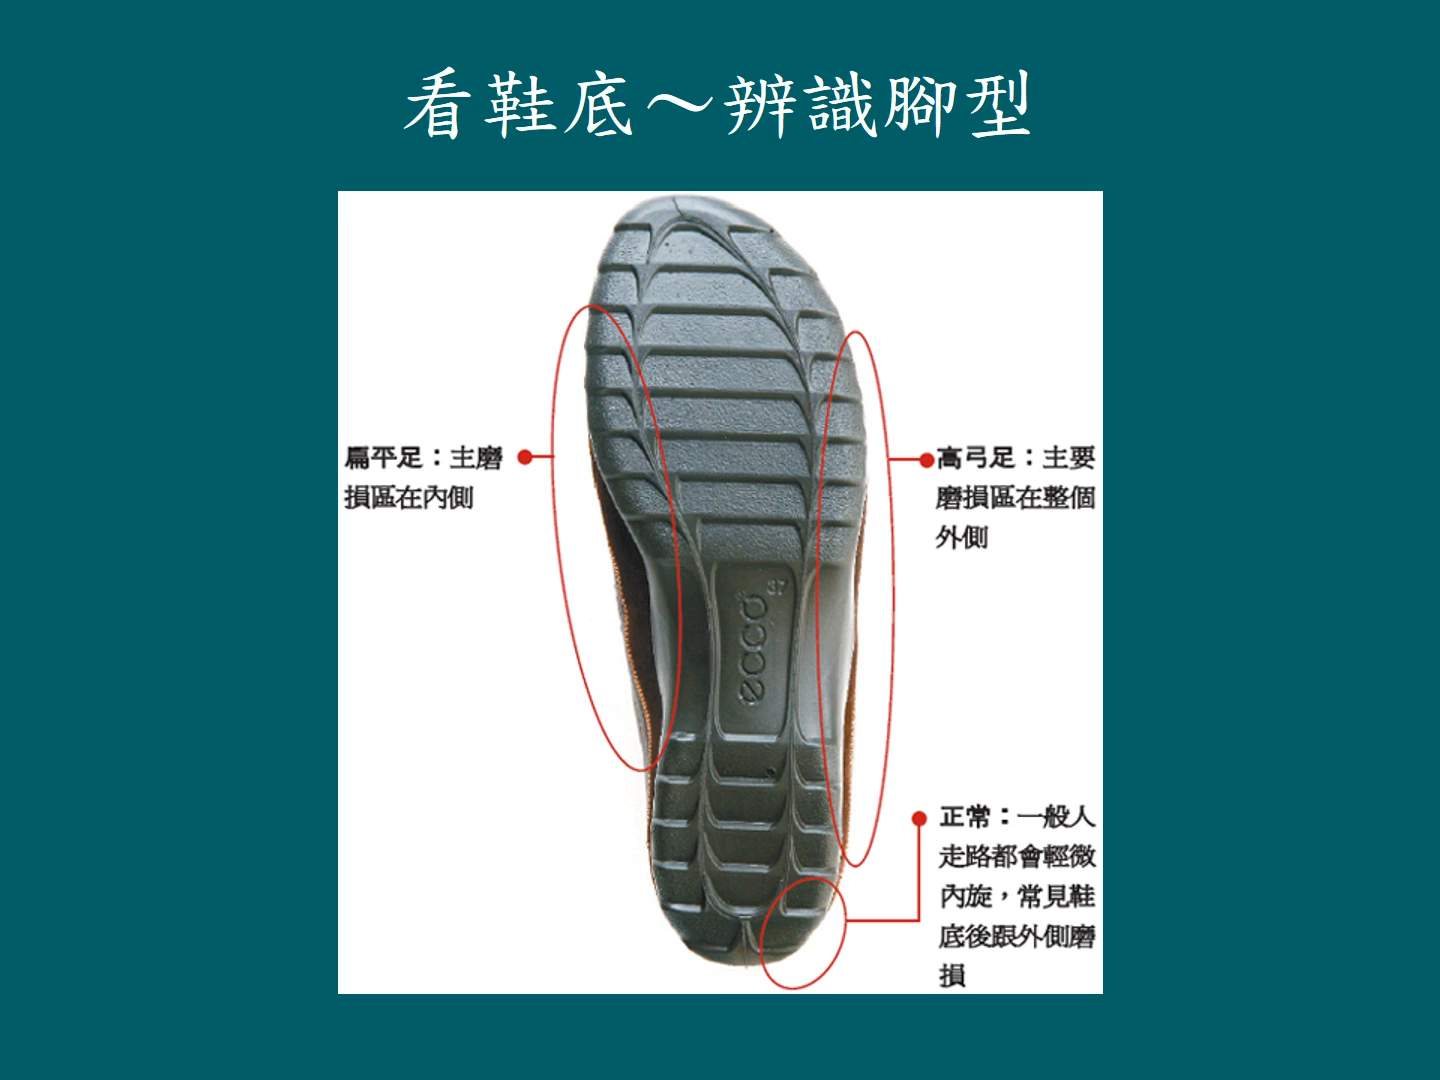 看鞋底～辨識腳型
扁平足：主磨
損區在內側
高弓足：主要
磨損區在整個
外側
37
ecco
正常：一般人
走路都會輕微
內旋，常見鞋
底後跟外側磨
損